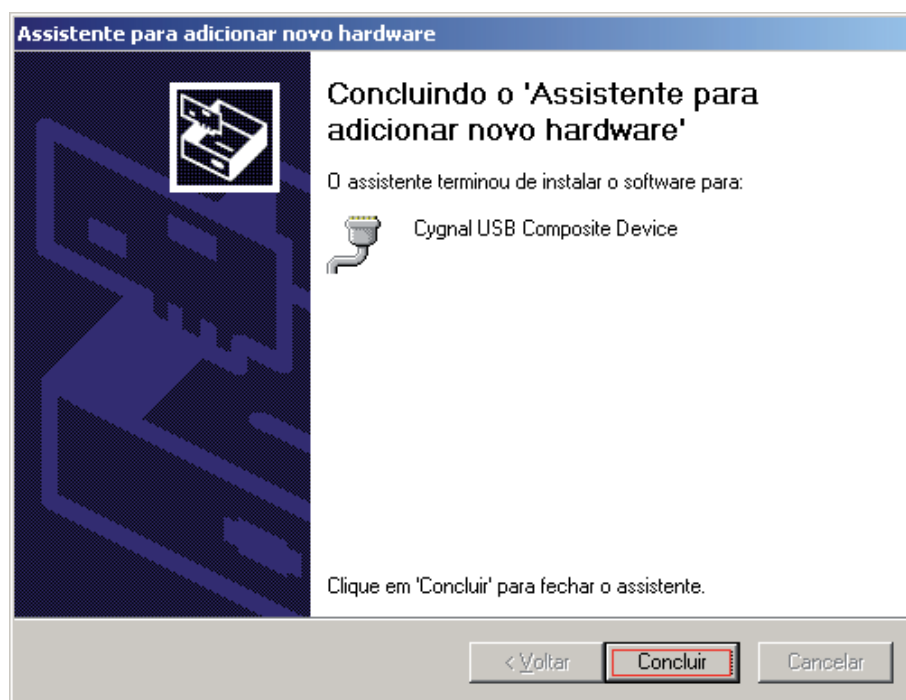 Assistente para adicionar novo hardware
Concluindo o 'Assistente para
adicionar novo hardware'
O assistente terminou de instalar o software para:
Cygnal USB Composite Device
Clique em 'Concluir' para fechar o assistente.
< Voltar Concluir Cancelar